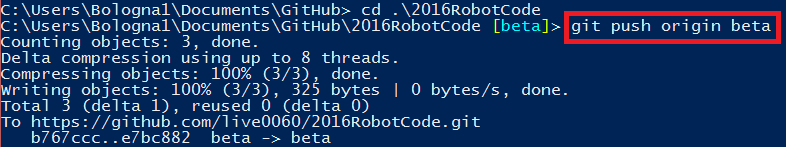 C:\Users\Bologna1\Documents\GitHub> cd .\2016RobotCode
C:\Users\Bologna1\Documents\GitHub\2016RobotCode [beta]> git push origin beta
Counting objects: 3, done.
Delta compression using up to 8 threads.
Compressing objects: 100% (3/3), done.
Writing objects: 100% (3/3), 325 bytes | 0 bytes/s, done.
Total 3 (delta 1), reused 0 (delta 0)
To https://github.com/live0060/2016RobotCode.git
   b767ccc..e7bc882  beta -> beta